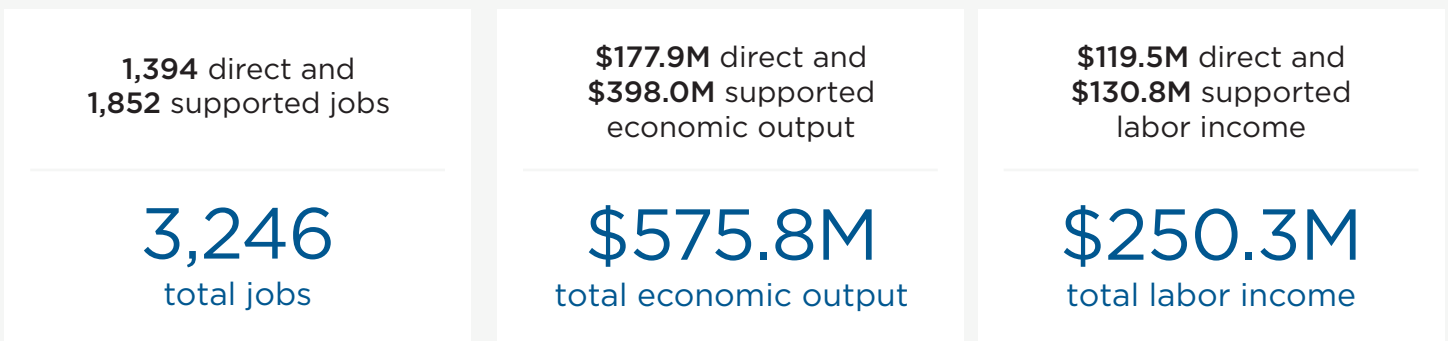 1,394 direct and
1,852 supported jobs
3,246
total jobs
$177.9M direct and
$398.0M supported
economic output
$575.8M
total economic output
$119.5M direct and
$130.8M supported
labor income
$250.3M
total labor income